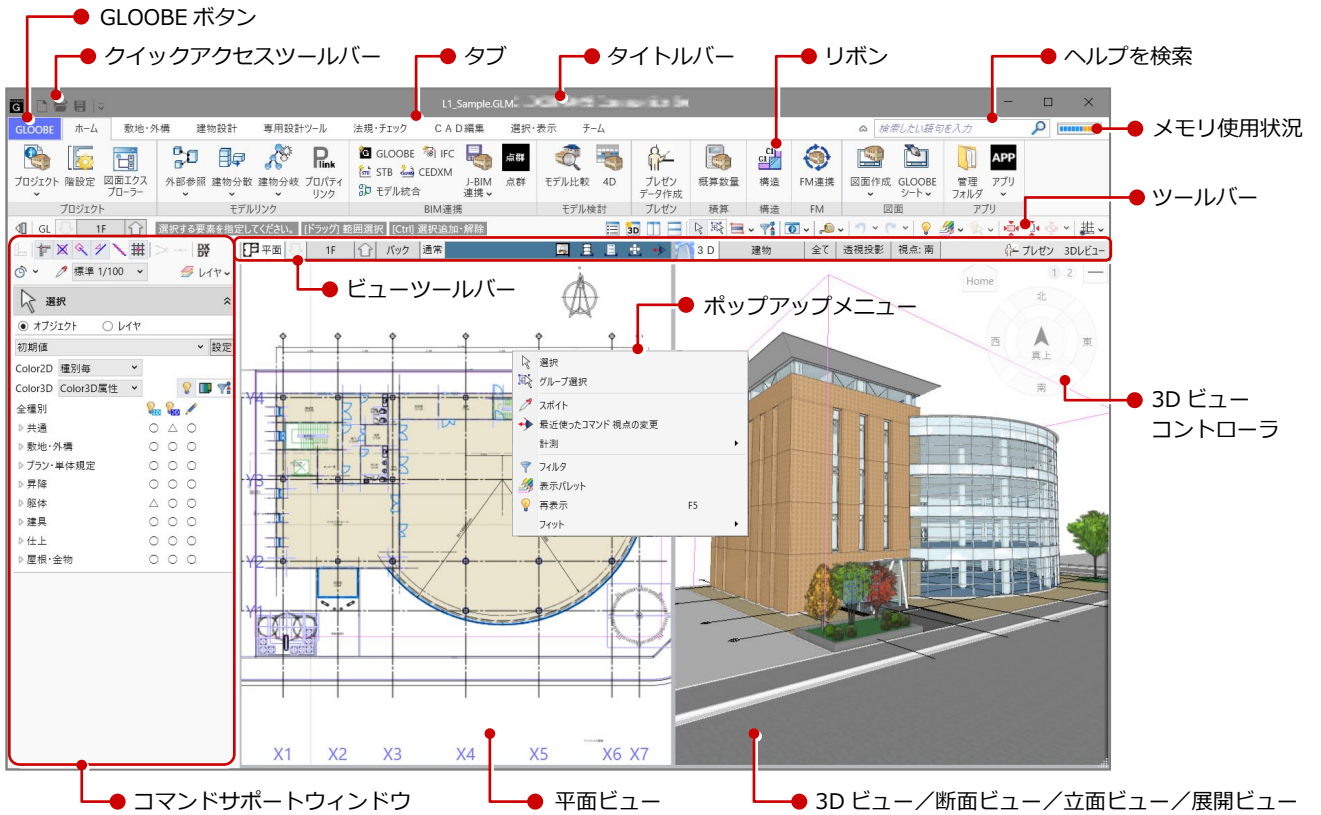 GLOOBE ボタン
クイックアクセスツールバー
タブ
タイトルバー
リボン
ヘルプを検索
L1_Sample.GLM
GLOOBE ホーム 敷地・外構 建物設計 専用設計ツール 法規・チェック CAD編集 選択・表示 チーム
検索したい語句を入力
メモリ使用状況
プロジェクト 階設定 図面エクスプローラー
外部参照 建物分散 建物分岐 プロパティリンク
Plink
GLOOBE IFC
STB CEDXM
モデル統合
J-BIM連携
点群 点群
モデル比較 4D
プレゼンデータ作成
概算数量
C1 G1 構造
FM連携
図面作成 GLOOBEシート
管理フォルダ
APP アプリ
プロジェクト モデルリンク BIM連携 モデル検討 プレゼン 積算 構造 FM 図面 アプリ
ツールバー
GL 1F 選択する要素を指定してください。 [ドラッグ] 範囲選択 [Ctrl] 選択追加・解除
3D
平面 1F バック 通常
3D 建物 全て 透視投影 視点: 南 プレゼン 3Dレビュー
標準 1/100 レイヤ
選択
オブジェクト レイヤ
初期値 設定
Color2D 種別毎
Color3D Color3D属性
全種別
共通
敷地・外構
プラン・単体規定
昇降
躯体
建具
仕上
屋根・金物
ビューツールバー
ポップアップメニュー
選択
グループ選択
スポイト
最近使ったコマンド 視点の変更
計測
フィルタ
表示パレット
再表示 F5
フィット
Home
1 2
北
西 真上 東
南
3D ビュー
コントローラ
Y4
Y3
Y2
Y1
X1 X2 X3 X4 X5 X6 X7
コマンドサポートウィンドウ
平面ビュー
3D ビュー／断面ビュー／立面ビュー／展開ビュー